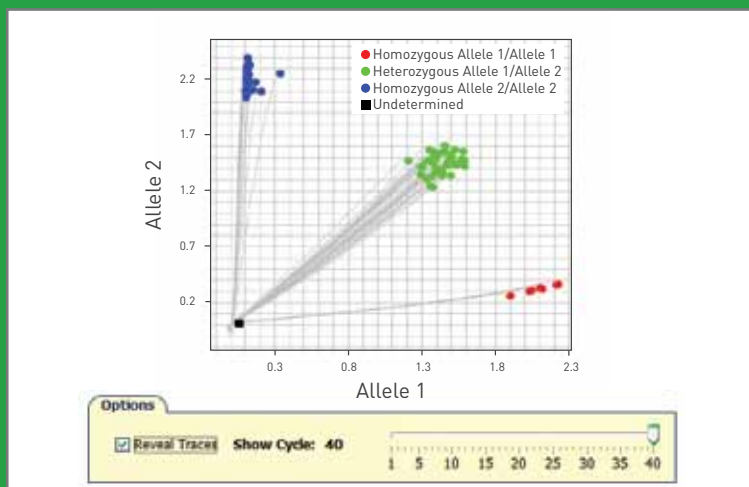 Homozygous Allele 1/Allele 1
Heterozygous Allele 1/Allele 2
Homozygous Allele 2/Allele 2
Undetermined
Allele 2
2.2
1.7
1.2
0.7
0.2
0.3 0.8 1.3 1.8 2.3
Allele 1
Options
Reveal Traces Show Cycle: 40
1 5 10 15 20 25 30 35 40